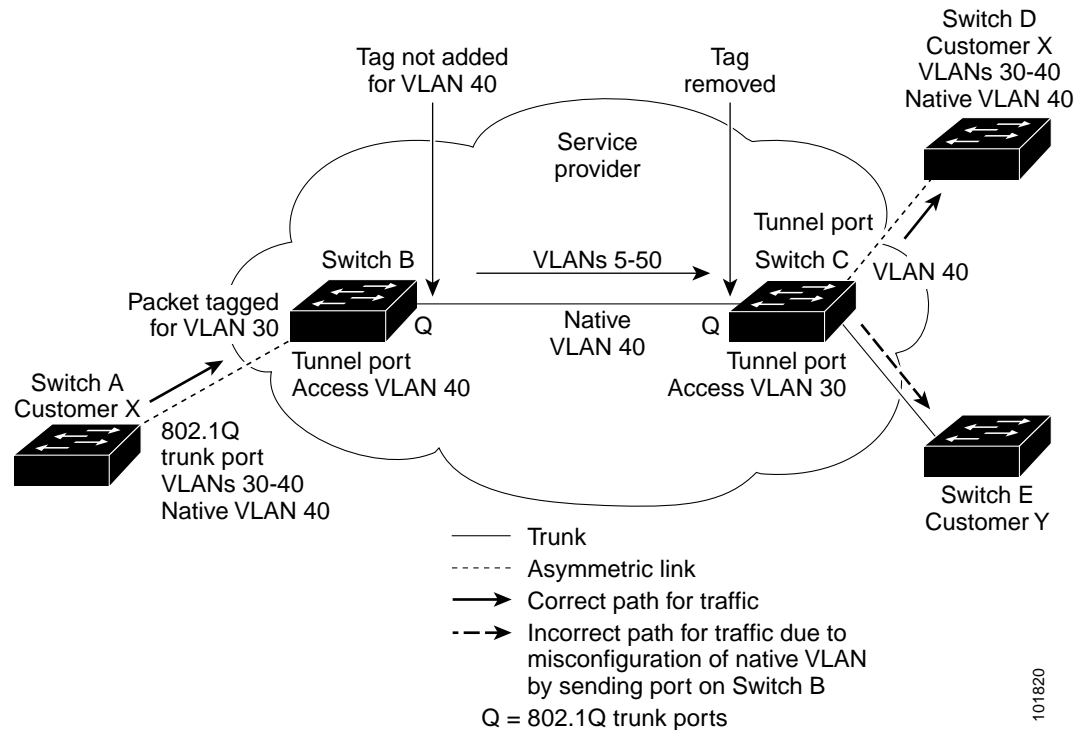 Tag not added
for VLAN 40
Tag
removed
Switch D
Customer X
VLANs 30-40
Native VLAN 40
Service
provider
Tunnel port
Switch B
VLANs 5-50
Switch C
VLAN 40
Packet tagged
for VLAN 30
Q
Native
VLAN 40
Q
Tunnel port
Access VLAN 40
Tunnel port
Access VLAN 30
Switch A
Customer X
802.1Q
trunk port
VLANs 30-40
Native VLAN 40
Switch E
Customer Y
Trunk
Asymmetric link
Correct path for traffic
Incorrect path for traffic due to
misconfiguration of native VLAN
by sending port on Switch B
Q = 802.1Q trunk ports
101820